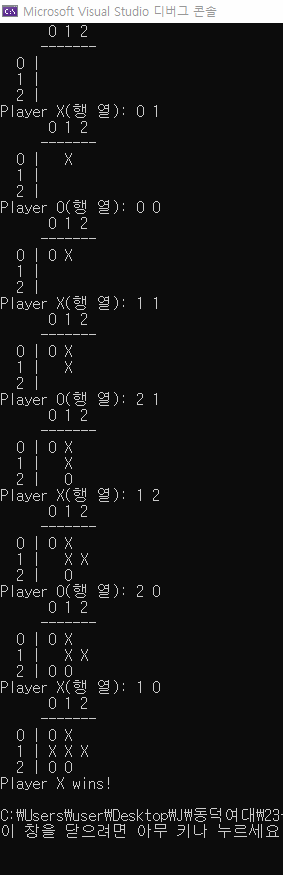 Microsoft Visual Studio 디버그 콘솔
0 1 2
-------
0 |
1 |
2 |
Player X(행 열): 0 1
0 1 2
-------
0 |   X
1 |
2 |
Player O(행 열): 0 0
0 1 2
-------
0 | O X
1 |
2 |
Player X(행 열): 1 1
0 1 2
-------
0 | O X
1 |   X
2 |
Player O(행 열): 2 1
0 1 2
-------
0 | O X
1 |   X
2 |   O
Player X(행 열): 1 2
0 1 2
-------
0 | O X
1 |   X X
2 |   O
Player O(행 열): 2 0
0 1 2
-------
0 | O X
1 |   X X
2 | O O
Player X(행 열): 1 0
0 1 2
-------
0 | O X
1 | X X X
2 | O O
Player X wins!
C:₩Users₩user₩Desktop₩J₩동덕여대₩23-
이 창을 닫으려면 아무 키나 누르세요